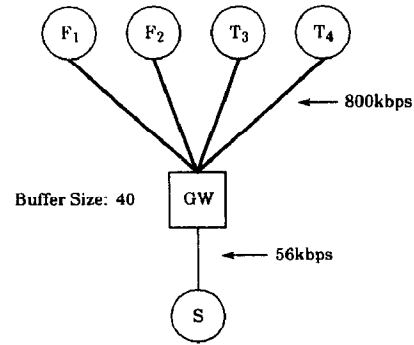 F1 F2 T3 T4
800kbps
Buffer Size: 40 GW
56kbps
S